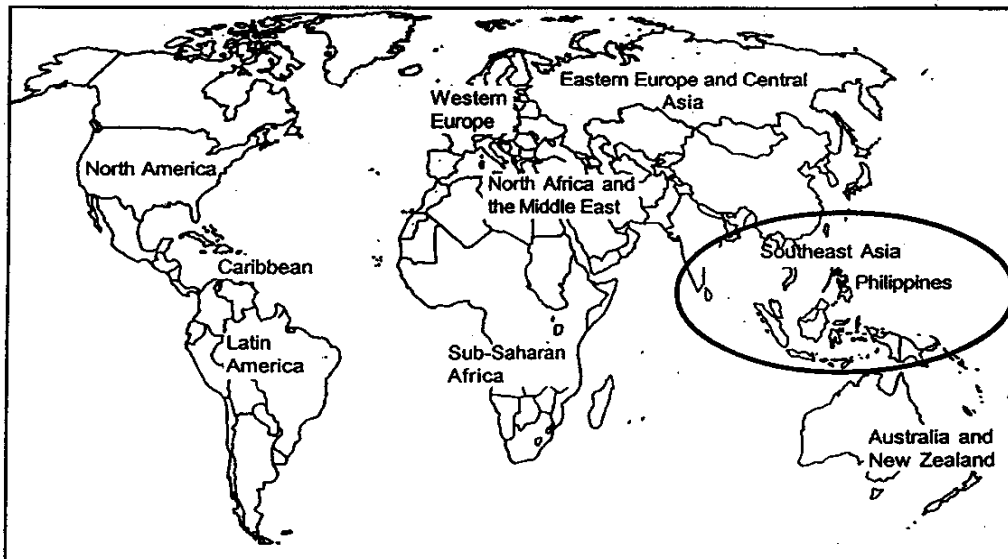 Western
Europe
Eastern Europe and Central
Asia
North America
North Africa and
the Middle East
Southeast Asia
Philippines
Caribbean
Latin
America
Sub-Saharan
Africa
Australia and
New Zealand